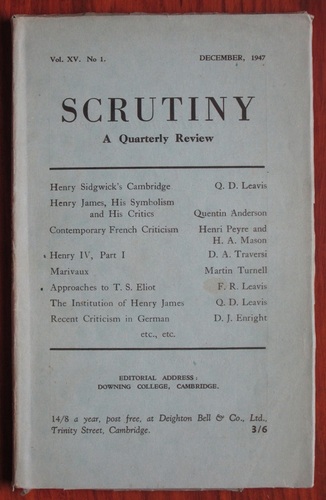 Vol. XV. No 1. DECEMBER, 1947
SCRUTINY
A Quarterly Review
Henry Sidgwick's Cambridge Q. D. Leavis
Henry James, His Symbolism
and His Critics Quentin Anderson
Contemporary French Criticism Henri Peyre and
H. A. Mason
Henry IV, Part I D. A. Traversi
Marivaux Martin Turnell
Approaches to T. S. Eliot F. R. Leavis
The Institution of Henry James Q. D. Leavis
Recent Criticism in German D. J. Enright
etc., etc.
EDITORIAL ADDRESS:
DOWNING COLLEGE, CAMBRIDGE.
14/8 a year, post free, at Deighton Bell & Co., Ltd.,
Trinity Street, Cambridge. 3/6